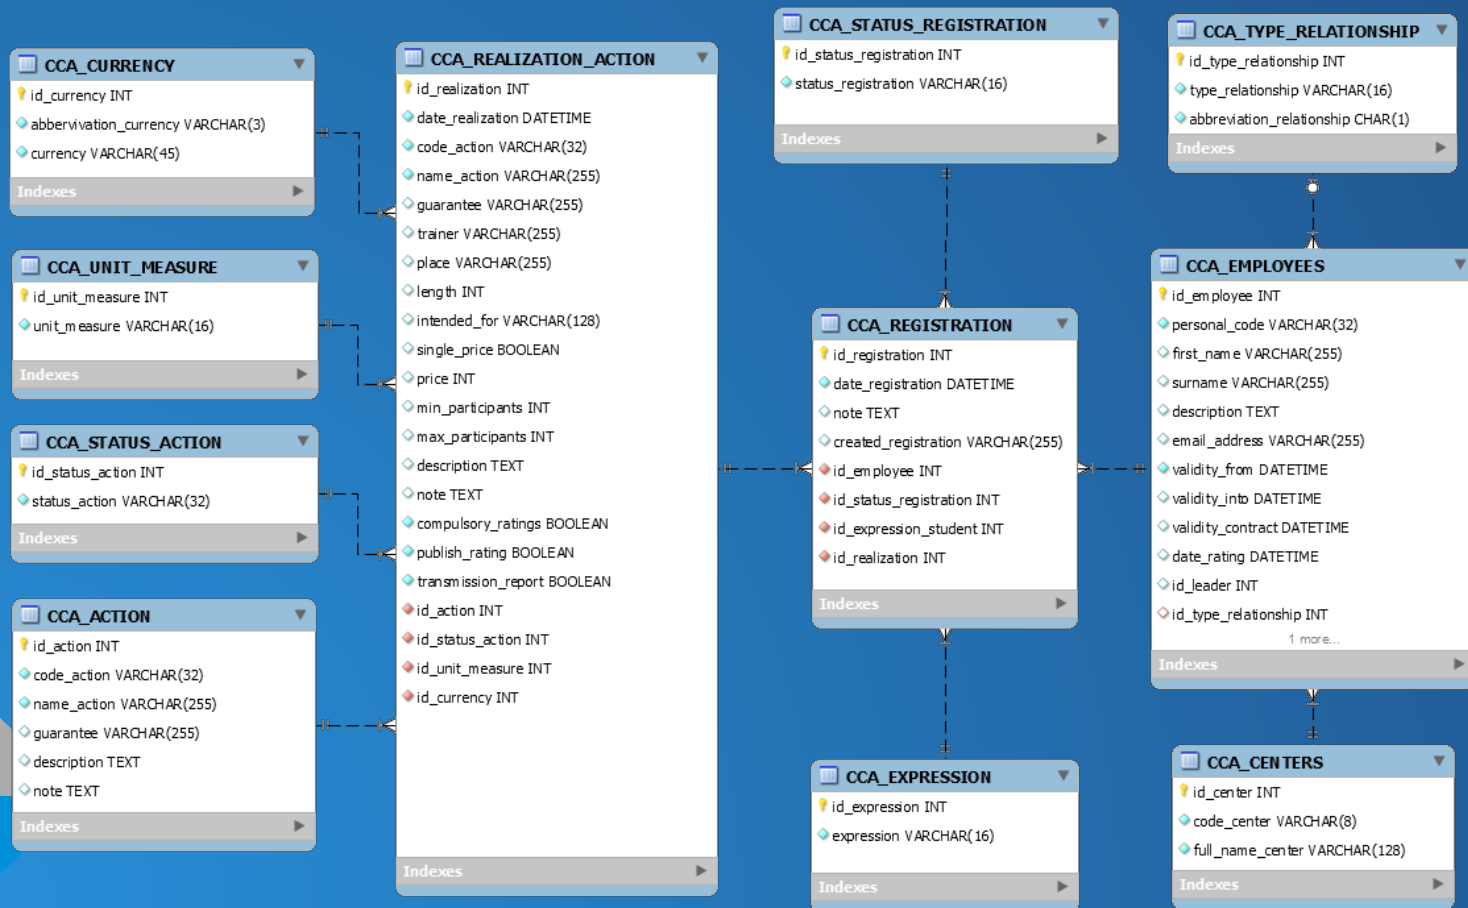 CCA_CURRENCY
id_currency INT
abbervivation_currency VARCHAR(3)
currency VARCHAR(45)
Indexes
CCA_UNIT_MEASURE
id_unit_measure INT
unit_measure VARCHAR(16)
Indexes
CCA_STATUS_ACTION
id_status_action INT
status_action VARCHAR(32)
Indexes
CCA_ACTION
id_action INT
code_action VARCHAR(32)
name_action VARCHAR(255)
guarantee VARCHAR(255)
description TEXT
note TEXT
Indexes
CCA_REALIZATION_ACTION
id_realization INT
date_realization DATETIME
code_action VARCHAR(32)
name_action VARCHAR(255)
guarantee VARCHAR(255)
trainer VARCHAR(255)
place VARCHAR(255)
length INT
intended_for VARCHAR(128)
single_price BOOLEAN
price INT
min_participants INT
max_participants INT
description TEXT
note TEXT
compulsory_ratings BOOLEAN
publish_rating BOOLEAN
transmission_report BOOLEAN
id_action INT
id_status_action INT
id_unit_measure INT
id_currency INT
Indexes
CCA_STATUS_REGISTRATION
id_status_registration INT
status_registration VARCHAR(16)
Indexes
CCA_REGISTRATION
id_registration INT
date_registration DATETIME
note TEXT
created_registration VARCHAR(255)
id_employee INT
id_status_registration INT
id_expression_student INT
id_realization INT
Indexes
CCA_EXPRESSION
id_expression INT
expression VARCHAR(16)
Indexes
CCA_TYPE_RELATIONSHIP
id_type_relationship INT
type_relationship VARCHAR(16)
abbreviation_relationship CHAR(1)
Indexes
CCA_EMPLOYEES
id_employee INT
personal_code VARCHAR(32)
first_name VARCHAR(255)
surname VARCHAR(255)
description TEXT
email_address VARCHAR(255)
validity_from DATETIME
validity_into DATETIME
validity_contract DATETIME
date_rating DATETIME
id_leader INT
id_type_relationship INT
1 more...
Indexes
CCA_CENTERS
id_center INT
code_center VARCHAR(8)
full_name_center VARCHAR(128)
Indexes